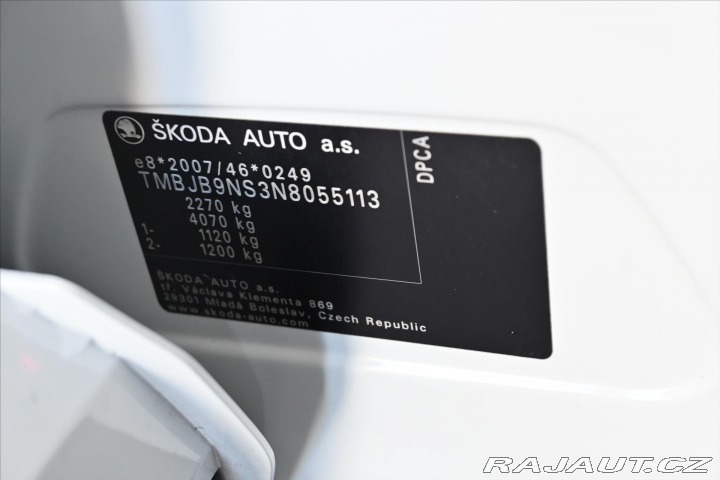 ŠKODA AUTO a.s.
DPCA
e8*2007/46*0249
TMBJB9NS3N8055113
2270 kg
4070 kg
1- 1120 kg
2- 1200 kg
ŠKODA AUTO a.s.
tř. Václava Klementa 869
29301 Mladá Boleslav, Czech Republic
www.skoda-auto.com
RAJAUT.CZ